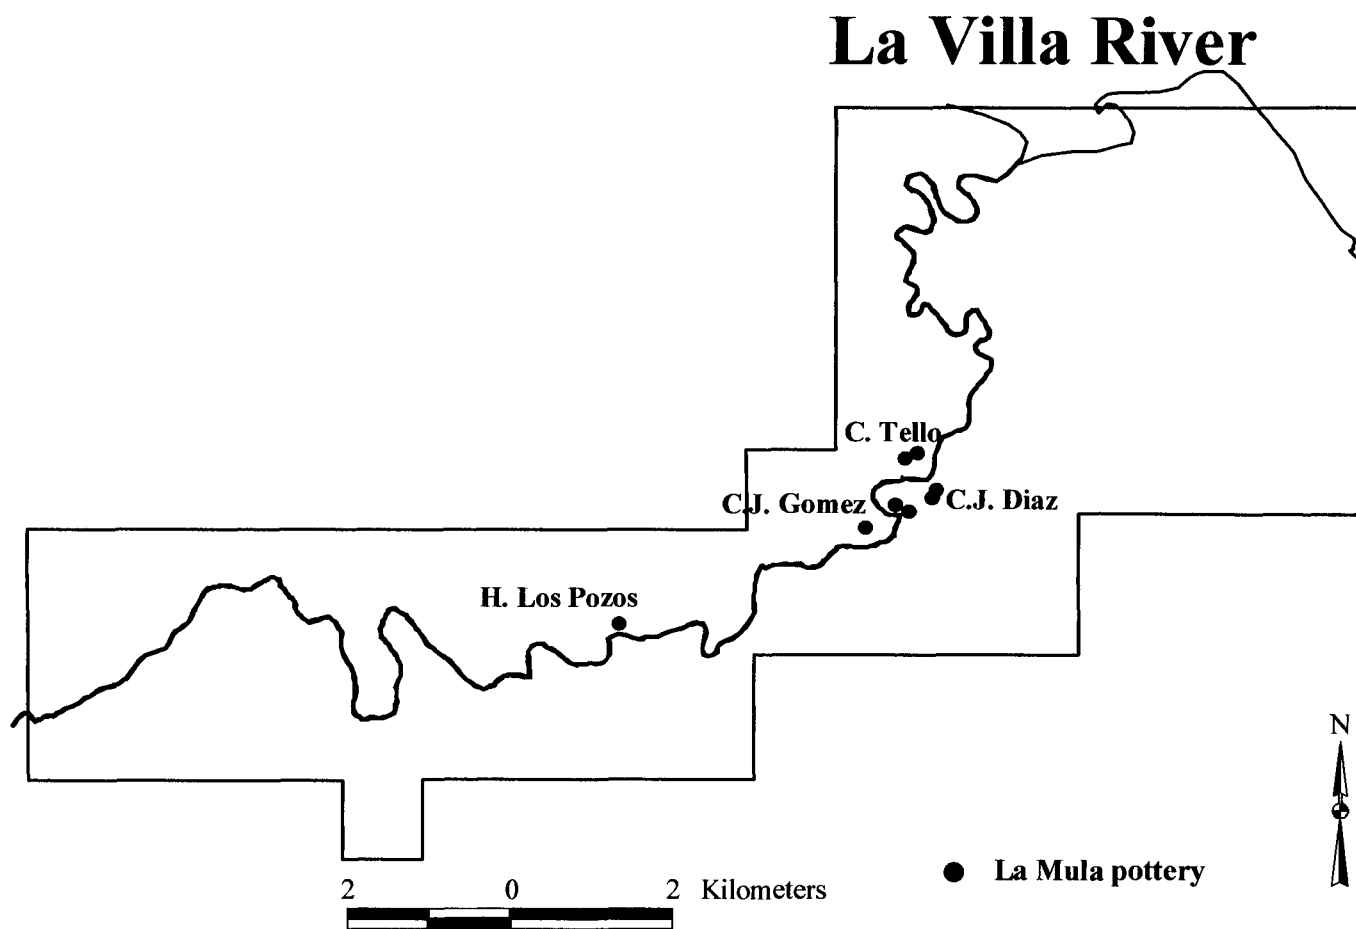 La Villa River
C. Tello
C.J. Gomez
C.J. Diaz
H. Los Pozos
N
La Mula pottery
2 0 2 Kilometers